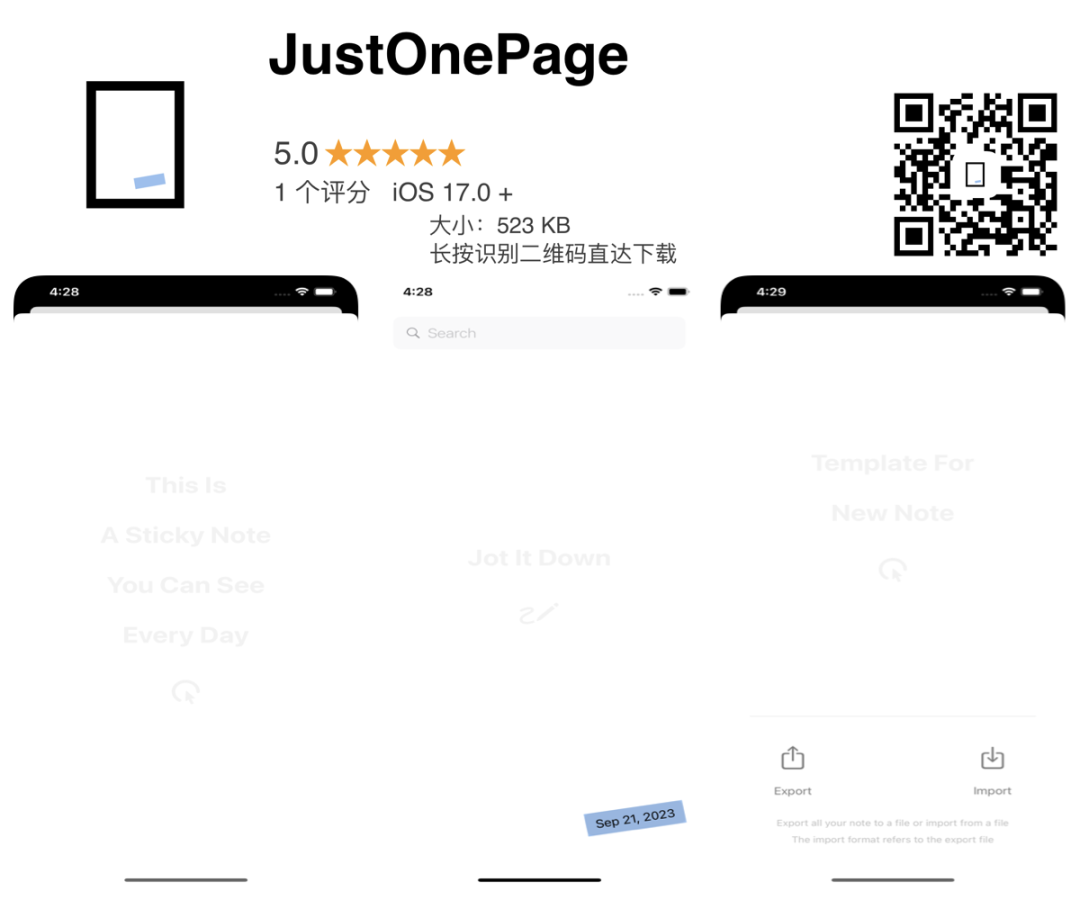 JustOnePage
5.0 ★★★★★
1 个评分 iOS 17.0 +
大小：523 KB
长按识别二维码直达下载
4:28
This Is
A Sticky Note
You Can See
Every Day
4:28
Search
Jot It Down
Sep 21, 2023
4:29
Template For
New Note
Export
Import
Export all your note to a file or import from a file
The import format refers to the export file